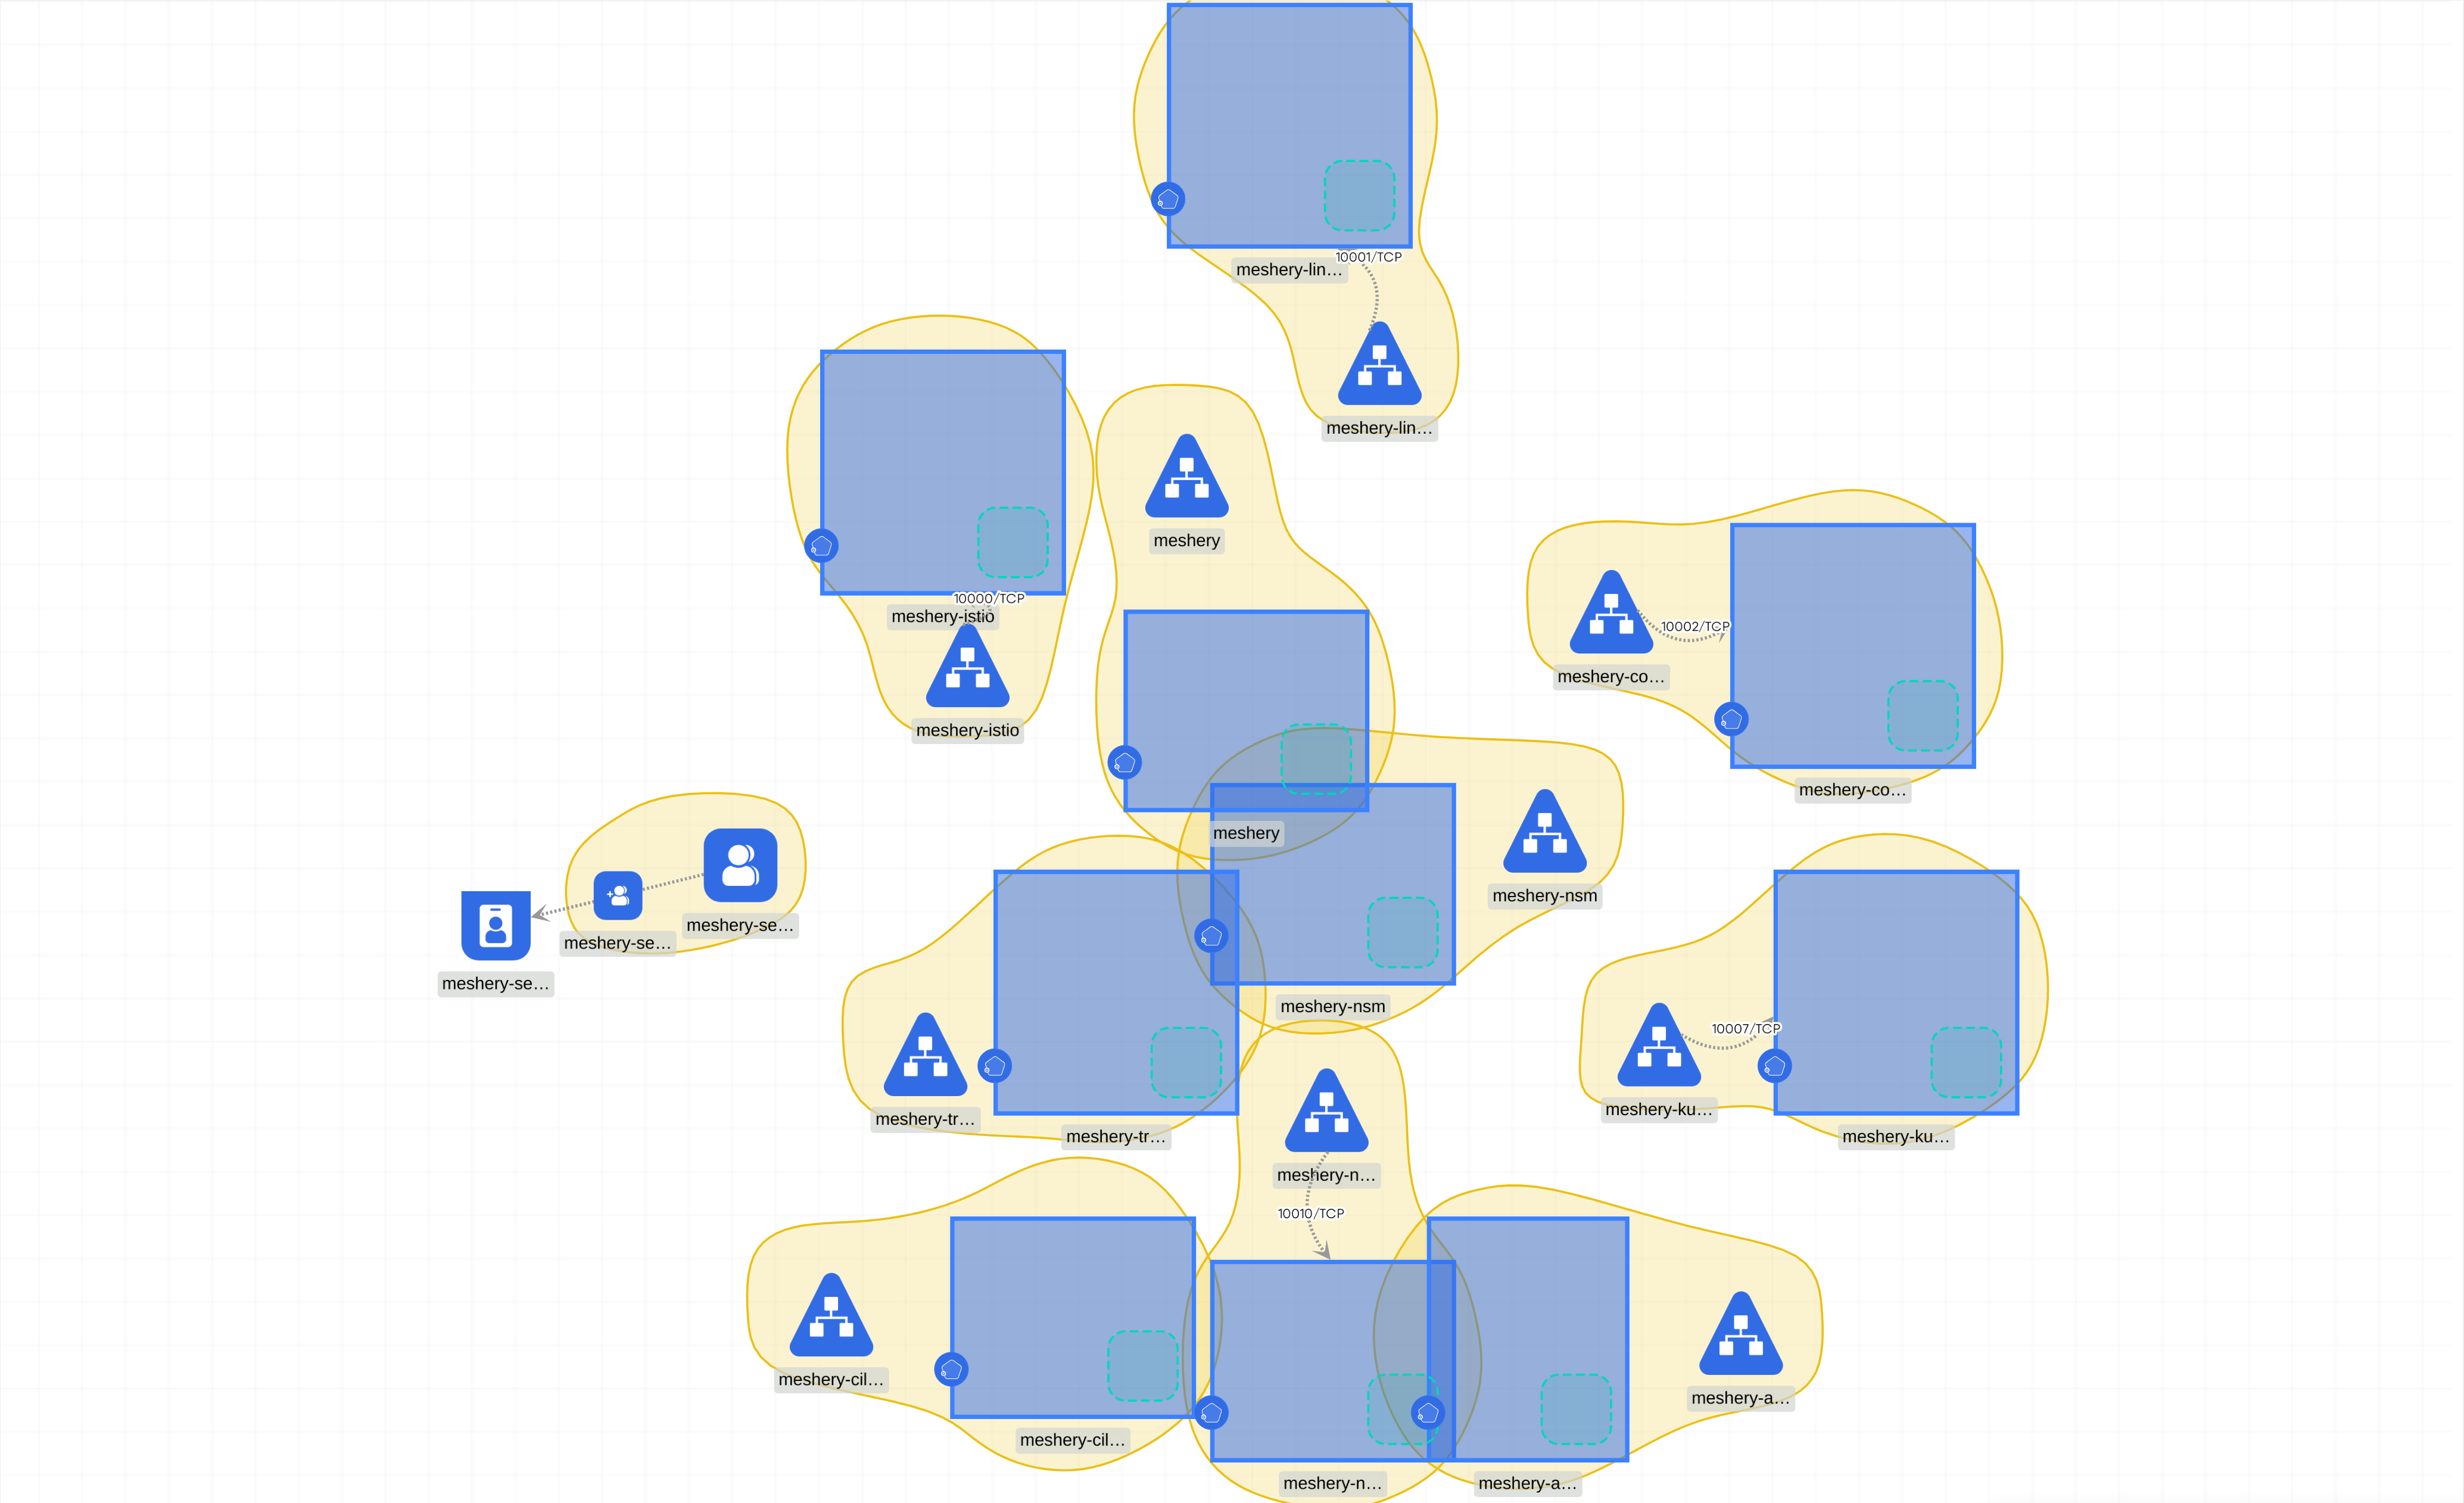 meshery-lin…
10001/TCP
meshery-lin…
meshery
10000/TCP
meshery-istio
meshery-istio
10002/TCP
meshery-co…
meshery-co…
meshery
meshery-nsm
meshery-nsm
meshery-se…
meshery-se…
meshery-se…
meshery-tr…
meshery-tr…
10007/TCP
meshery-ku…
meshery-ku…
meshery-n…
10010/TCP
meshery-cil…
meshery-cil…
meshery-n…
meshery-a…
meshery-a…